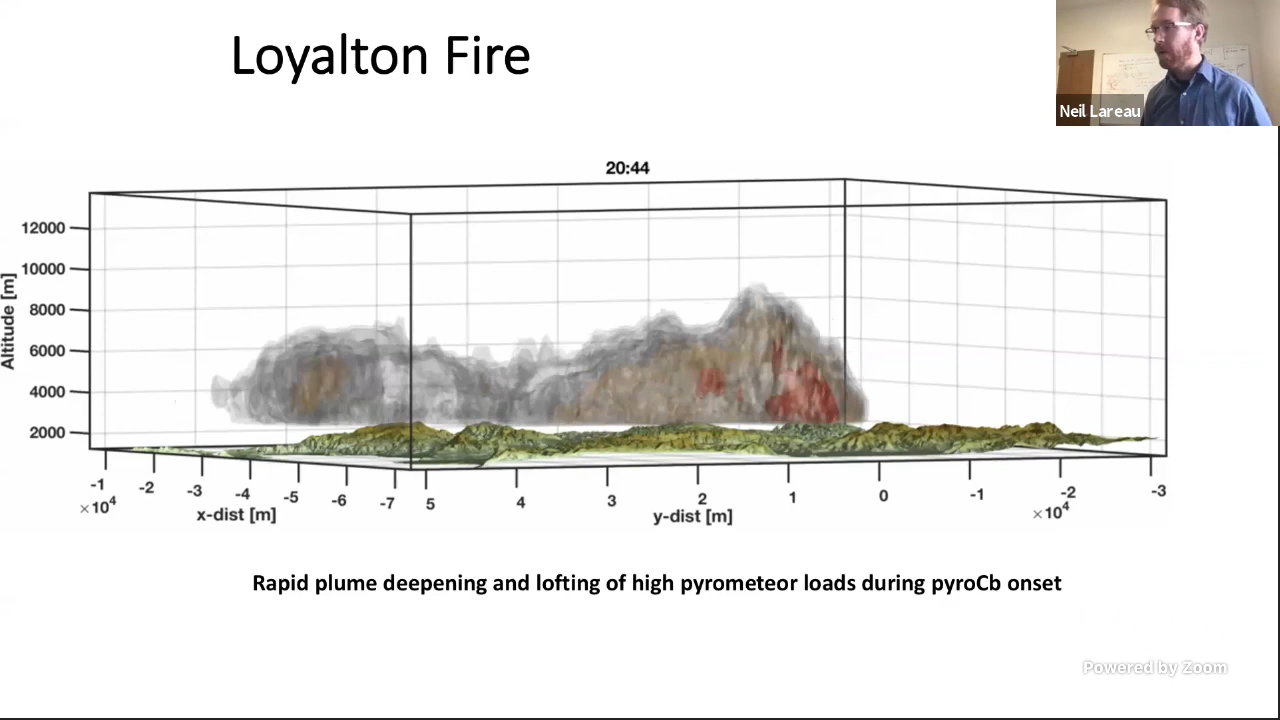 Loyalton Fire
Neil Lareau
20:44
12000
10000
8000
6000
4000
2000
Altitude [m]
-1 -2 -3 -4 -5 -6 -7 5 4 3 2 1 0 -1 -2 -3
×10⁴ x-dist [m] y-dist [m] ×10⁴
Rapid plume deepening and lofting of high pyrometeor loads during pyroCb onset
Powered by Zoom